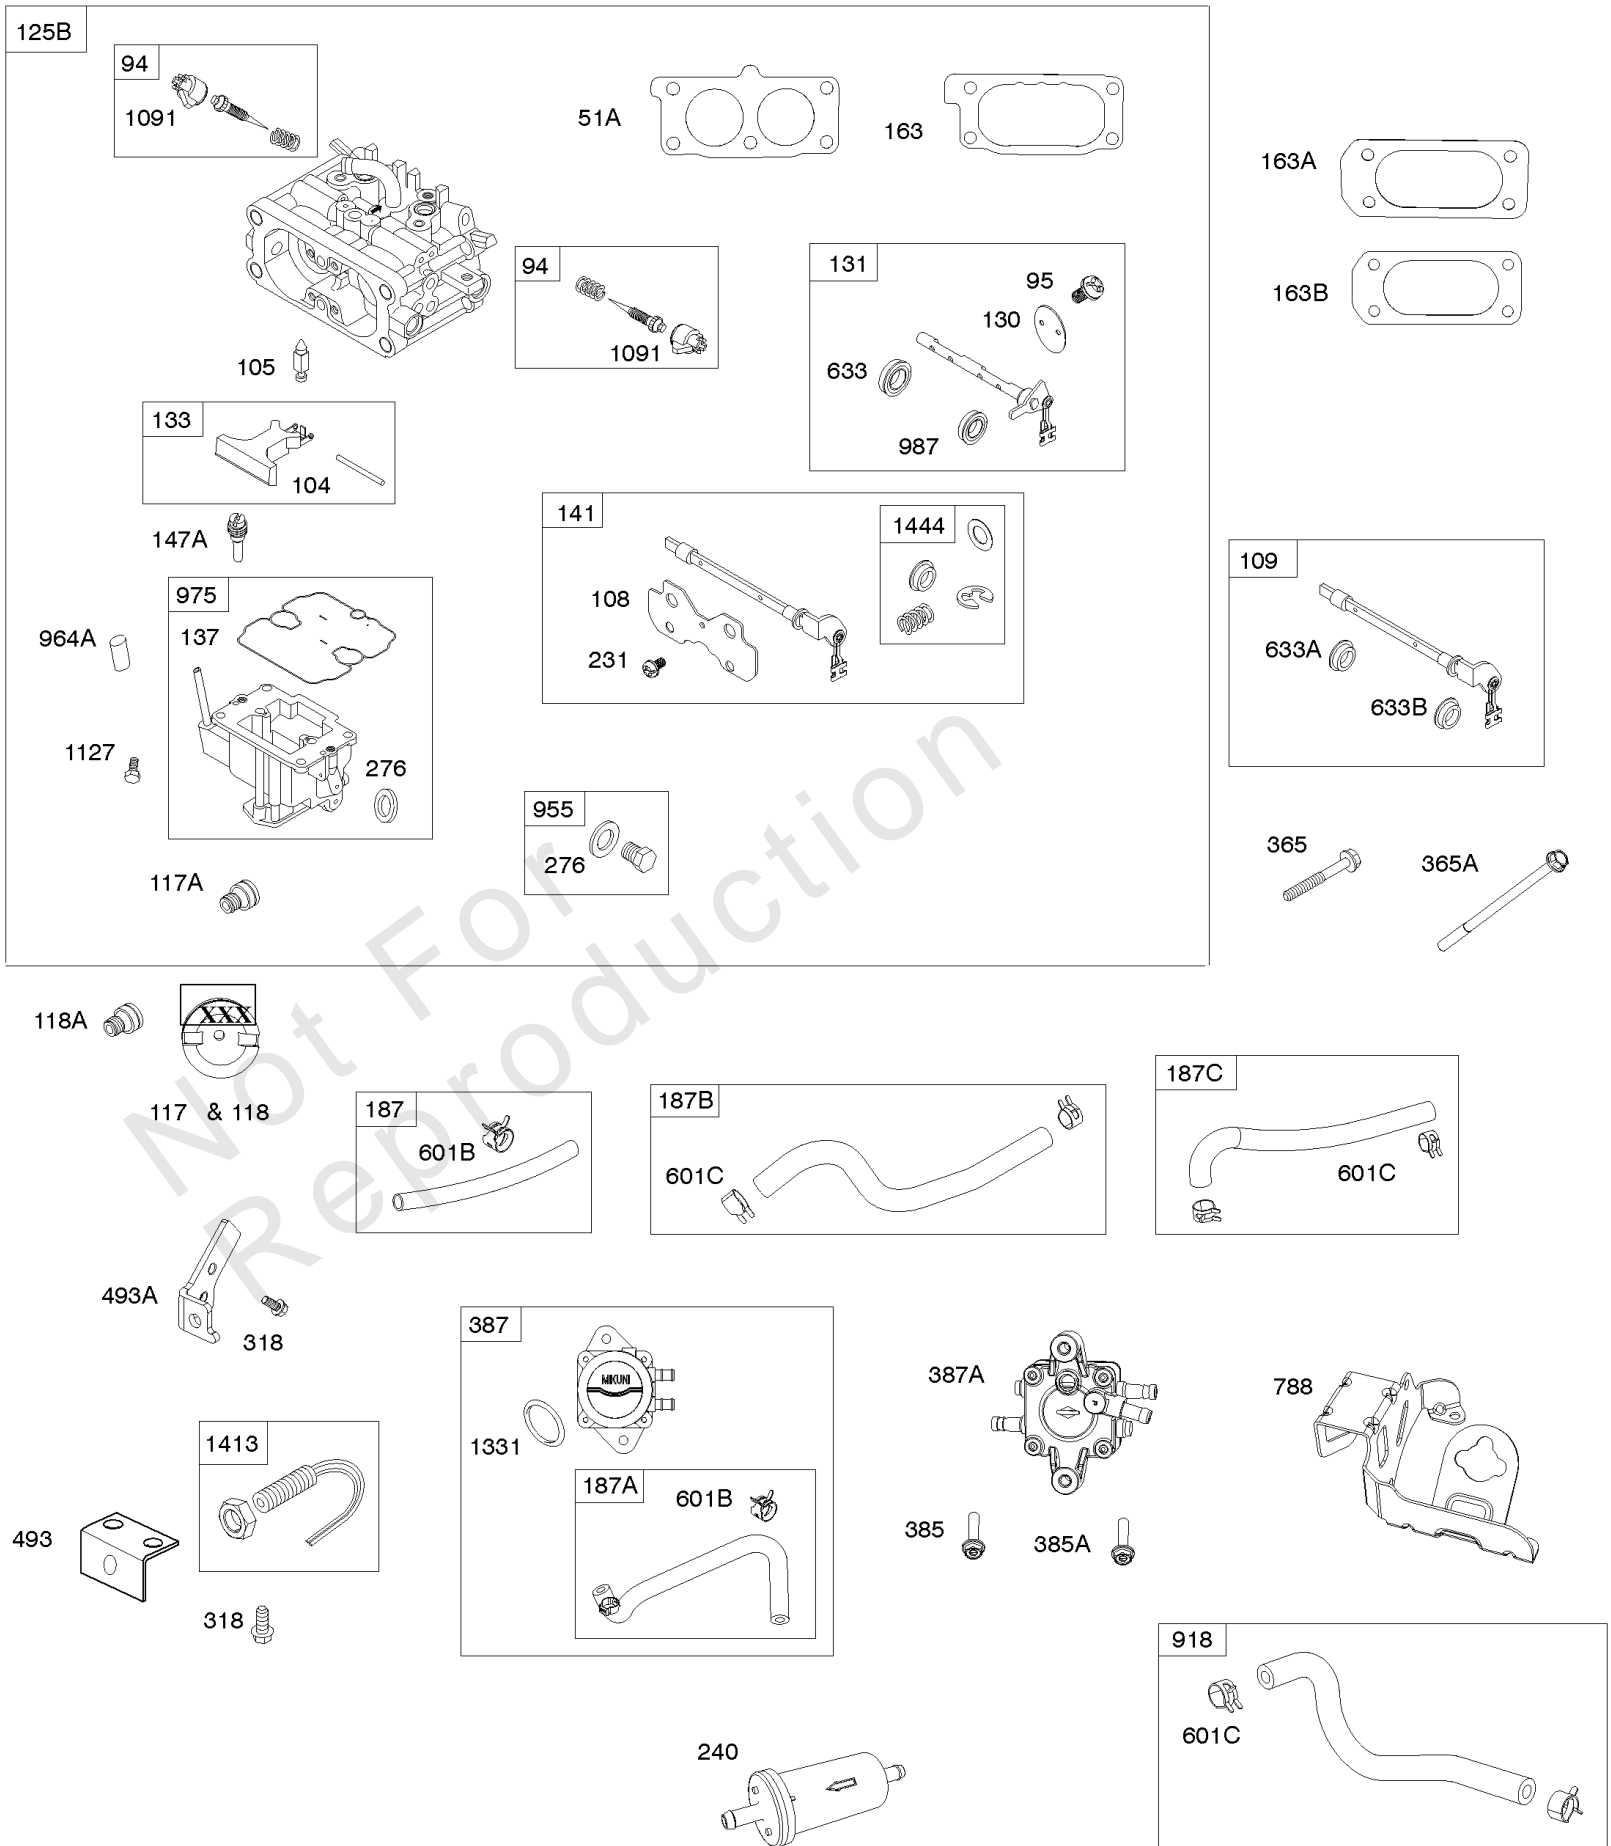 125B
94
1091
51A
163
163A
163B
94
1091
131
95
130
633
987
105
133
104
147A
141
1444
108
231
109
633A
633B
975
137
276
964A
1127
955
276
117A
365
365A
118A
XXX
117 & 118
187
601B
187B
601C
187C
601C
493A
318
387
MIKUNI
1331
187A
601B
387A
385
385A
788
1413
493
318
918
601C
240
Not For
Reproduction